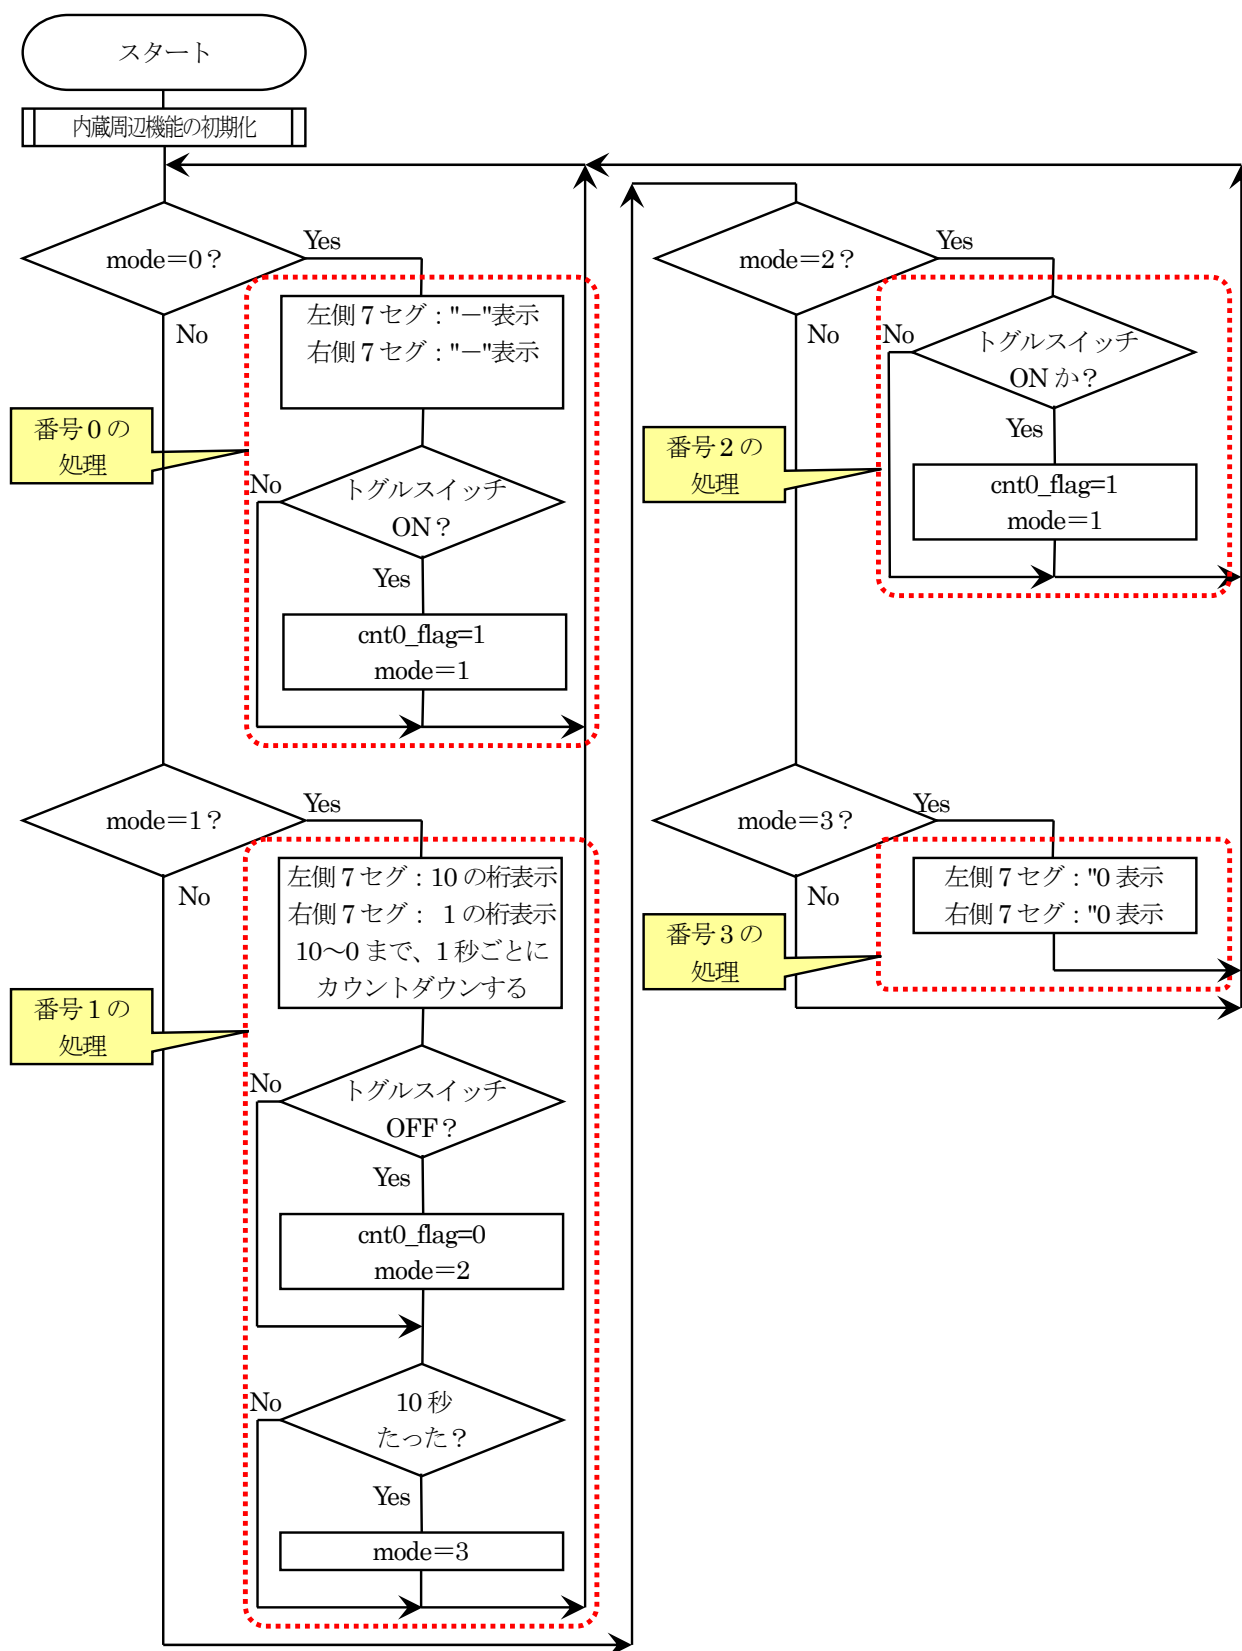 スタート
内蔵周辺機能の初期化
mode=0？
Yes
No
左側7セグ："－"表示
右側7セグ："－"表示
番号0の
処理
トグルスイッチ
ON？
No
Yes
cnt0_flag=1
mode=1
mode=1？
Yes
No
左側7セグ：10の桁表示
右側7セグ： 1の桁表示
10～0まで、1秒ごとに
カウントダウンする
番号1の
処理
トグルスイッチ
OFF？
No
Yes
cnt0_flag=0
mode=2
10秒
たった？
No
Yes
mode=3
mode=2？
Yes
No
トグルスイッチ
ONか？
No
Yes
番号2の
処理
cnt0_flag=1
mode=1
mode=3？
Yes
No
左側7セグ："0表示
右側7セグ："0表示
番号3の
処理